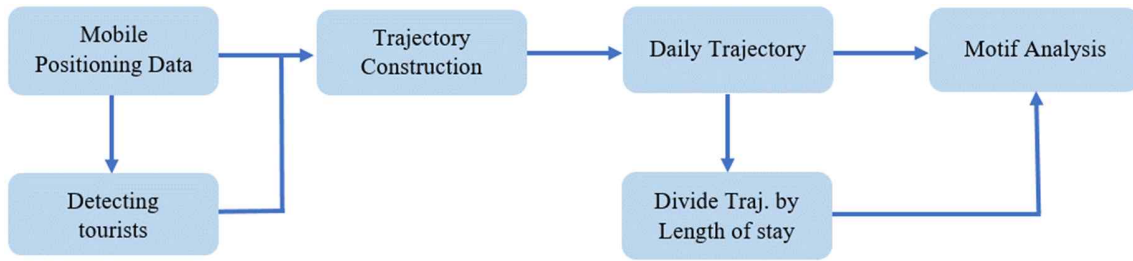 Mobile
Positioning Data
Trajectory
Construction
Daily Trajectory
Motif Analysis
Detecting
tourists
Divide Traj. by
Length of stay